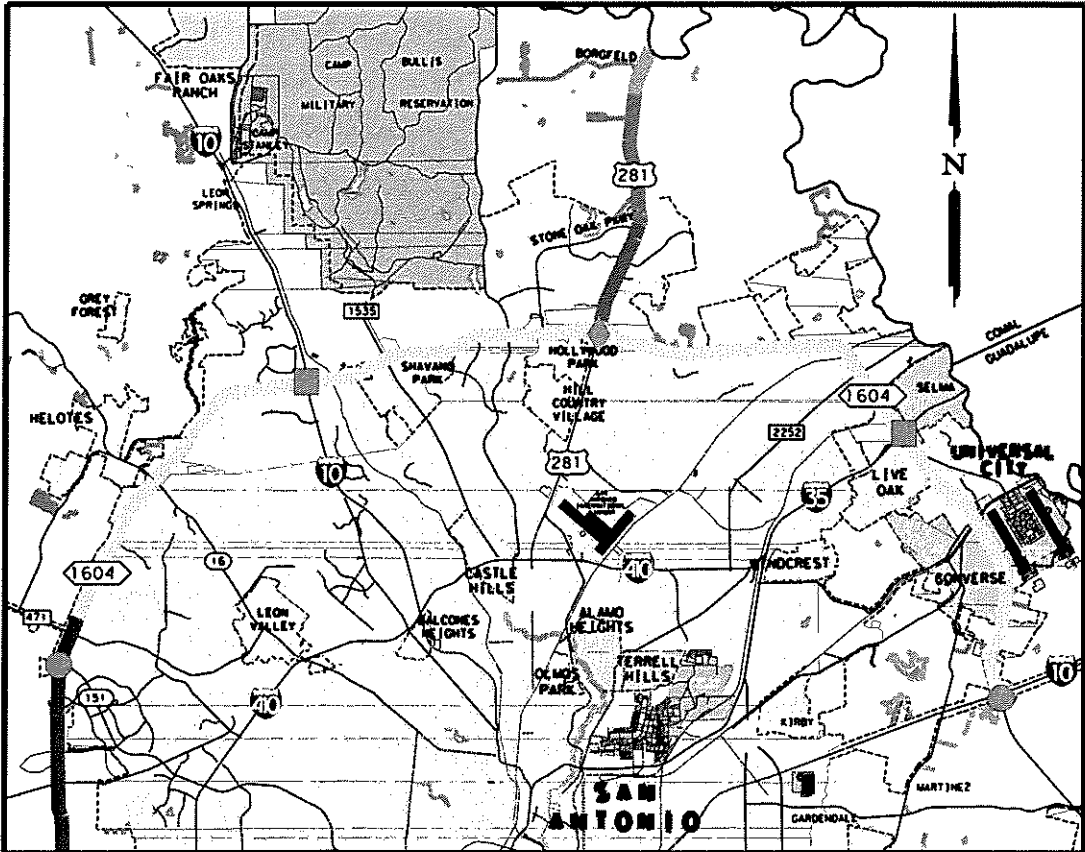 BORGFELD
CAMP BULLIS
MILITARY RESERVATION
FAIR OAKS
RANCH
CAMP
STANLEY
10
N
281
LEON
SPRINGS
STONE OAK PKWY
GREY
FOREST
1535
COMAL
GUADALUPE
HOLLYWOOD
PARK
SHAVANO
PARK
HILL
COUNTRY
VILLAGE
SELMA
1604
HELOTES
2252
281
UNIVERSAL
CITY
10
35
LIVE
OAK
16
1604
CASTLE
HILLS
WINDCREST
CONVERSE
471
LEON
VALLEY
BALCONES
HEIGHTS
ALAMO
HEIGHTS
OLMOS
PARK
TERRELL
HILLS
10
151
KIRBY
SAN
ANTONIO
MARTINEZ
GARDENDALE